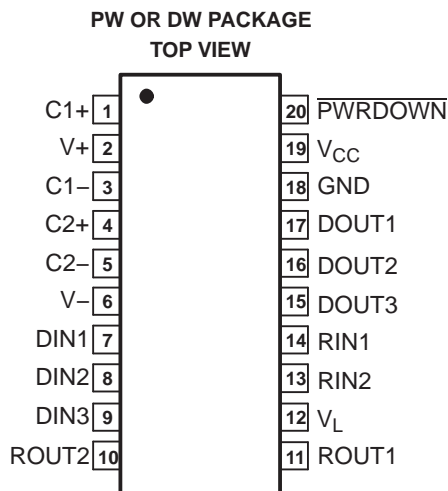 PW OR DW PACKAGE
TOP VIEW
C1+ 1 20 P̅W̅R̅D̅O̅W̅N̅
V+ 2 19 VCC
C1− 3 18 GND
C2+ 4 17 DOUT1
C2− 5 16 DOUT2
V− 6 15 DOUT3
DIN1 7 14 RIN1
DIN2 8 13 RIN2
DIN3 9 12 VL
ROUT2 10 11 ROUT1